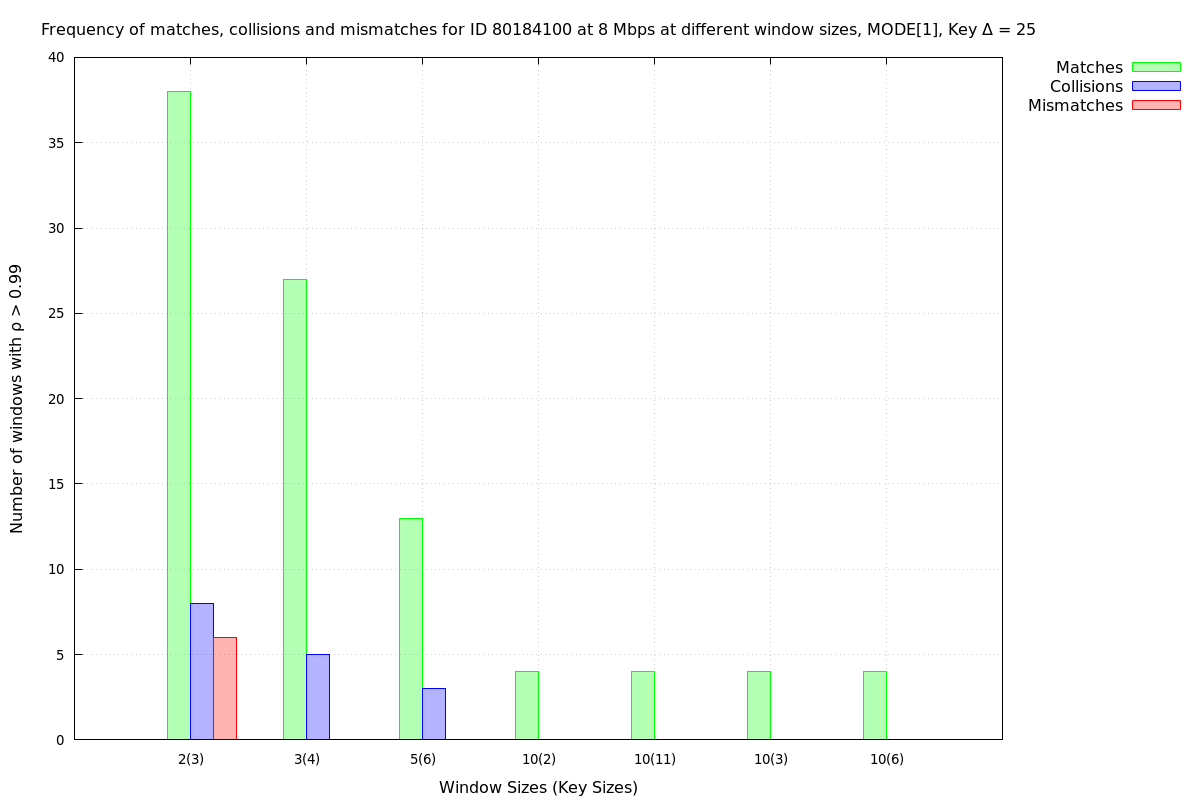 Frequency of matches, collisions and mismatches for ID 80184100 at 8 Mbps at different window sizes, MODE[1], Key Δ = 25
Matches
Collisions
Mismatches
Number of windows with ρ > 0.99
40
35
30
25
20
15
10
5
0
2(3) 3(4) 5(6) 10(2) 10(11) 10(3) 10(6)
Window Sizes (Key Sizes)